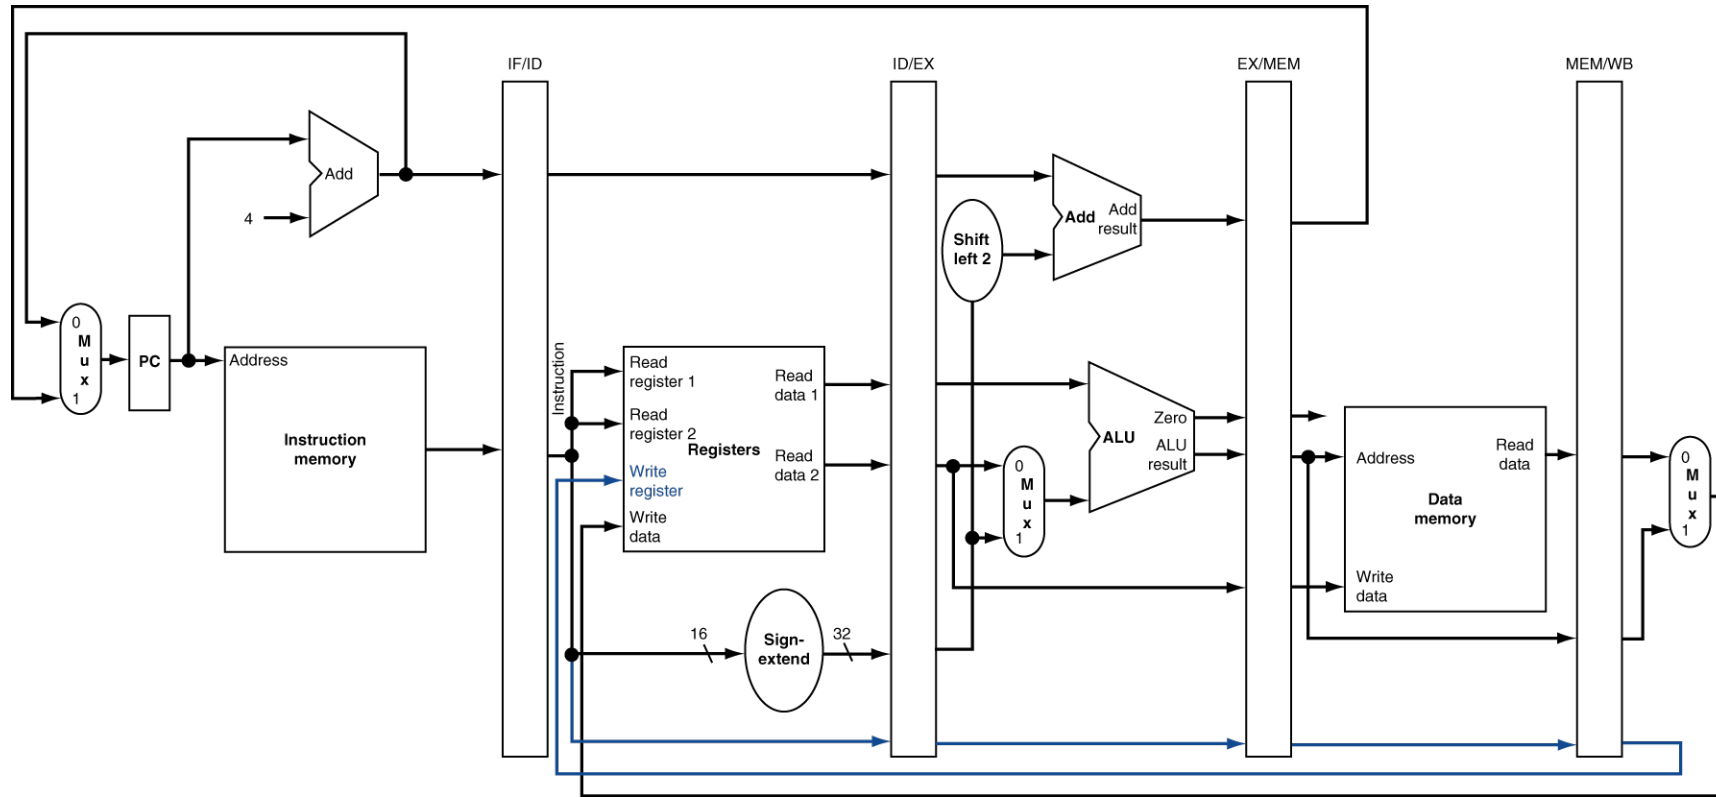 IF/ID
ID/EX
EX/MEM
MEM/WB
Add
4
Add
Add
result
Shift
left 2
0
M
u
x
1
PC
Address
Instruction
memory
Instruction
Read
register 1
Read
register 2
Registers
Write
register
Write
data
Read
data 1
Read
data 2
0
M
u
x
1
Zero
ALU
ALU
result
Address
Read
data
Data
memory
Write
data
0
M
u
x
1
16
Sign-
extend
32